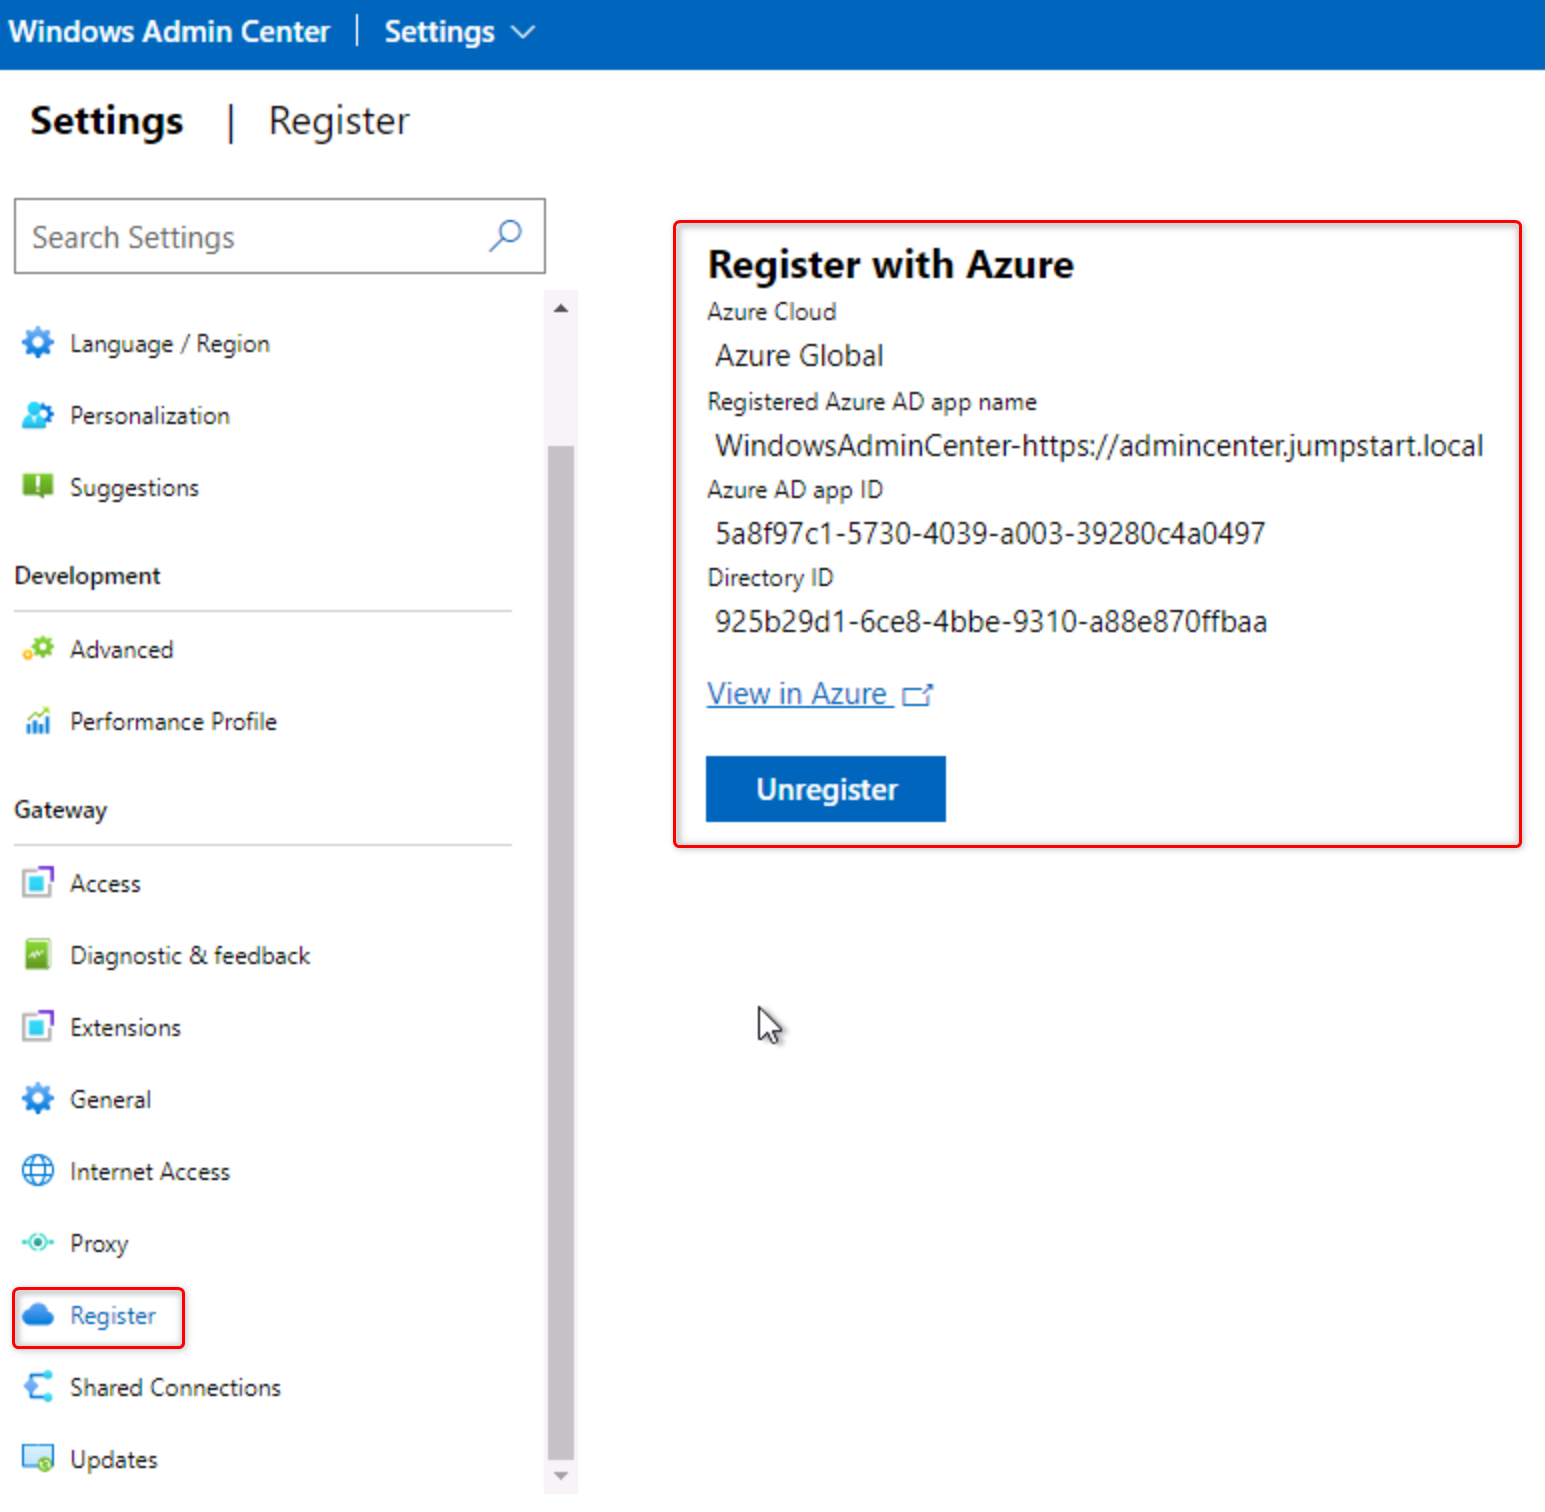 Windows Admin Center | Settings
Settings | Register
Search Settings
Language / Region
Personalization
Suggestions
Development
Advanced
Performance Profile
Gateway
Access
Diagnostic & feedback
Extensions
General
Internet Access
Proxy
Register
Shared Connections
Updates
Register with Azure
Azure Cloud
Azure Global
Registered Azure AD app name
WindowsAdminCenter-https://admincenter.jumpstart.local
Azure AD app ID
5a8f97c1-5730-4039-a003-39280c4a0497
Directory ID
925b29d1-6ce8-4bbe-9310-a88e870ffbaa
View in Azure
Unregister